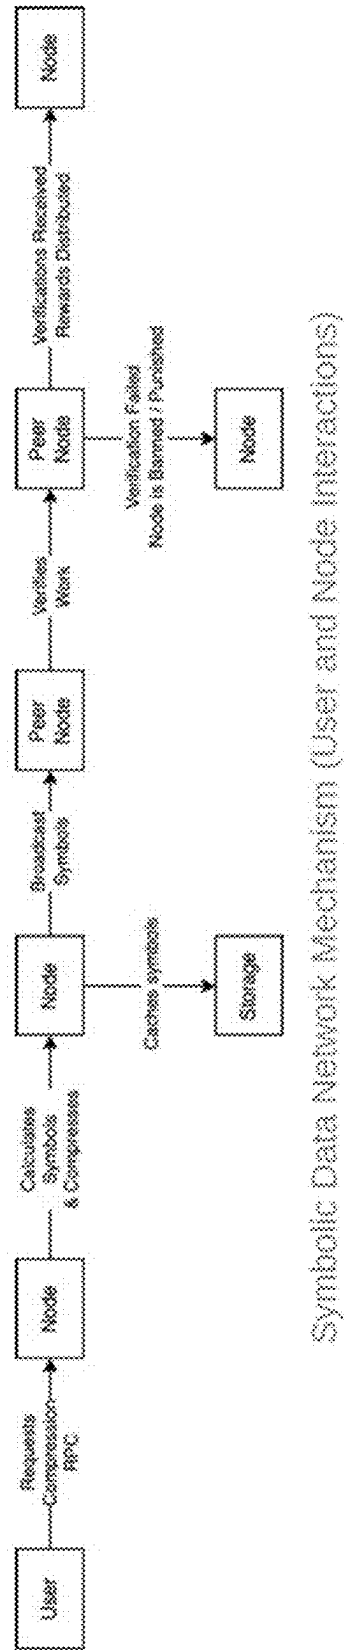 User
Requests
Compression
RPC
Node
Calculates
Symbols
& Compresses
Node
Caches symbols
Storage
Broadcast
Symbols
Peer
Node
Verifies
Work
Peer
Node
Verification Failed
Node is Banned / Punished
Node
Verifications Received
Rewards Distributed
Node
Symbolic Data Network Mechanism (User and Node Interactions)